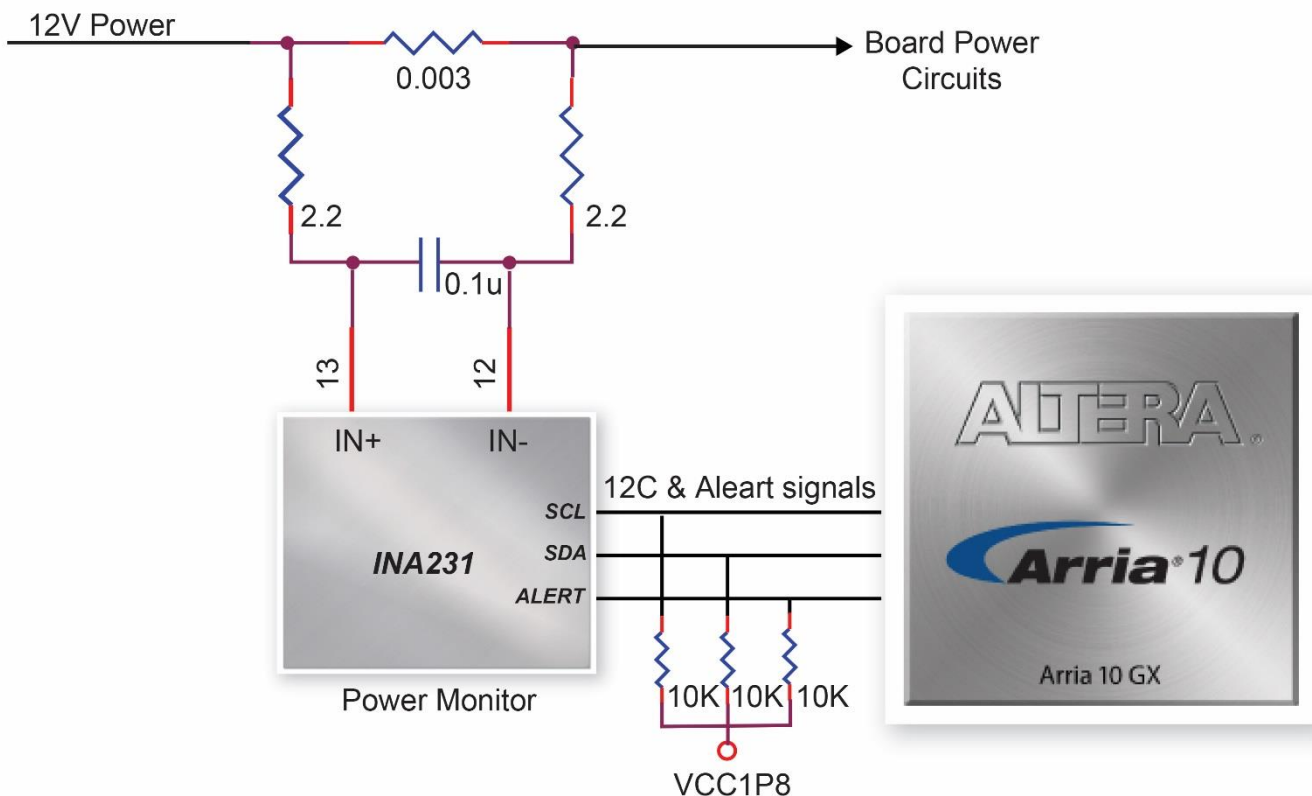 12V Power
0.003
Board Power
Circuits
2.2
2.2
0.1u
13
12
IN+
IN-
12C & Aleart signals
SCL
SDA
ALERT
INA231
Power Monitor
10K
10K
10K
VCC1P8
ALTERA®
Arria® 10
Arria 10 GX